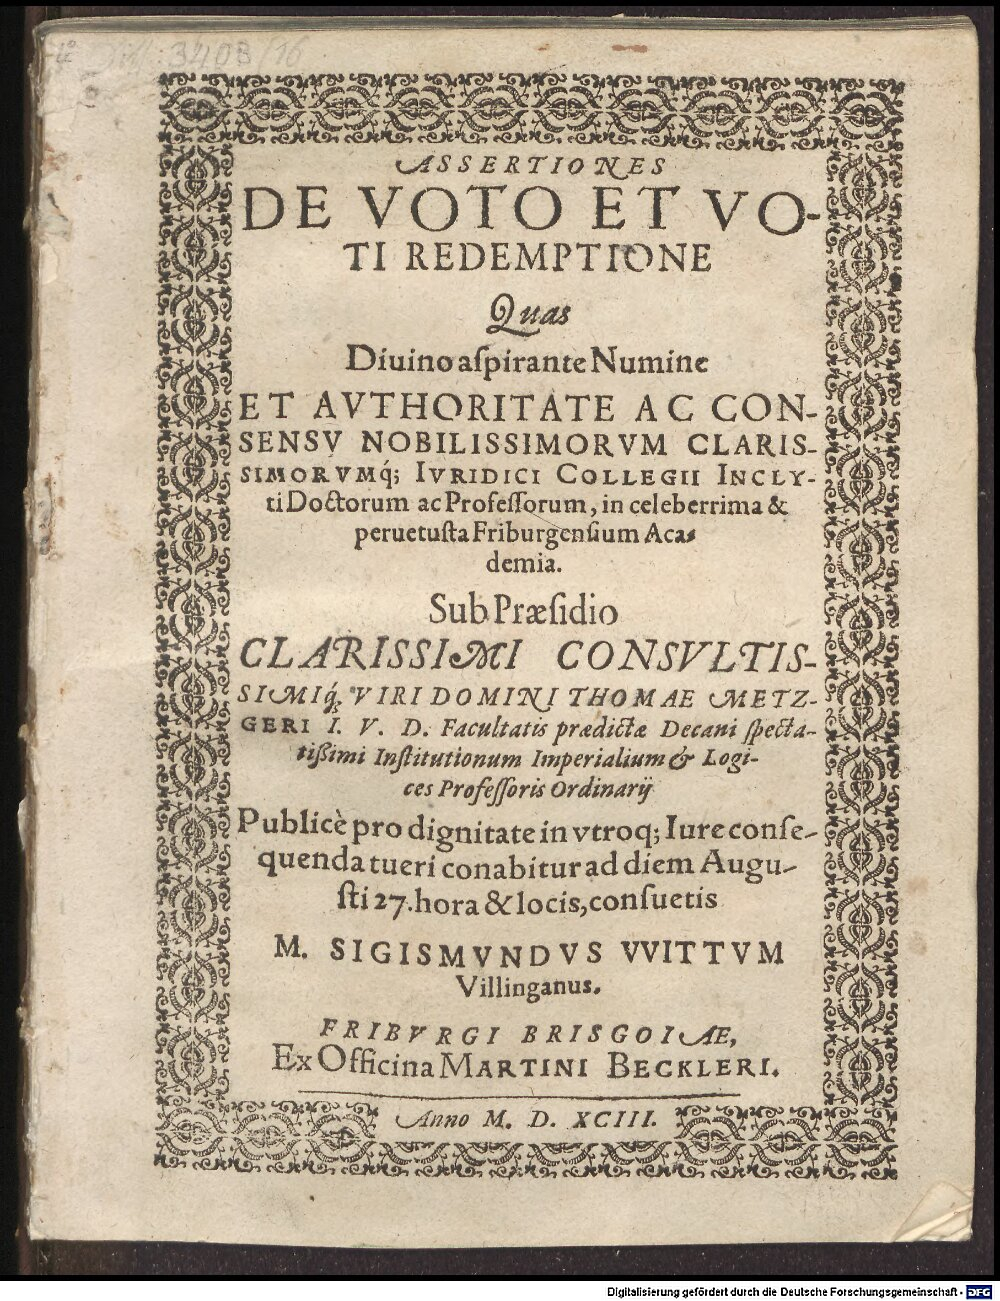 3403/16
ASSERTIONES
DE VOTO ET VO-
TI REDEMPTIONE
Quas
Diuino aſpirante Numine
ET AVTHORITATE AC CON-
SENSV NOBILISSIMORVM CLARIS-
SIMORVMq́; IVRIDICI COLLEGII INCLY-
ti Doctorum ac Profeſſorum, in celeberrima &
peruetuſta Friburgenſium Aca-
demia.
Sub Præſidio
CLARISSIMI CONSVLTIS-
SIMIq́; VIRI DOMINI THOMAE METZ-
GERI I. V. D. Facultatis prædictæ Decani ſpecta-
tißimi Inſtitutionum Imperialium & Logi-
ces Profeſſoris Ordinarij
Publicè pro dignitate in vtroq; Iure conſe-
quenda tueri conabitur ad diem Augu-
ſti 27. hora & locis, conſuetis
M. SIGISMVNDVS VVITTVM
Villinganus.
FRIBVRGI BRISGOIAE,
Ex Officina MARTINI BECKLERI.
Anno M. D. XCIII.
Digitalisierung gefördert durch die Deutsche Forschungsgemeinschaft - DFG